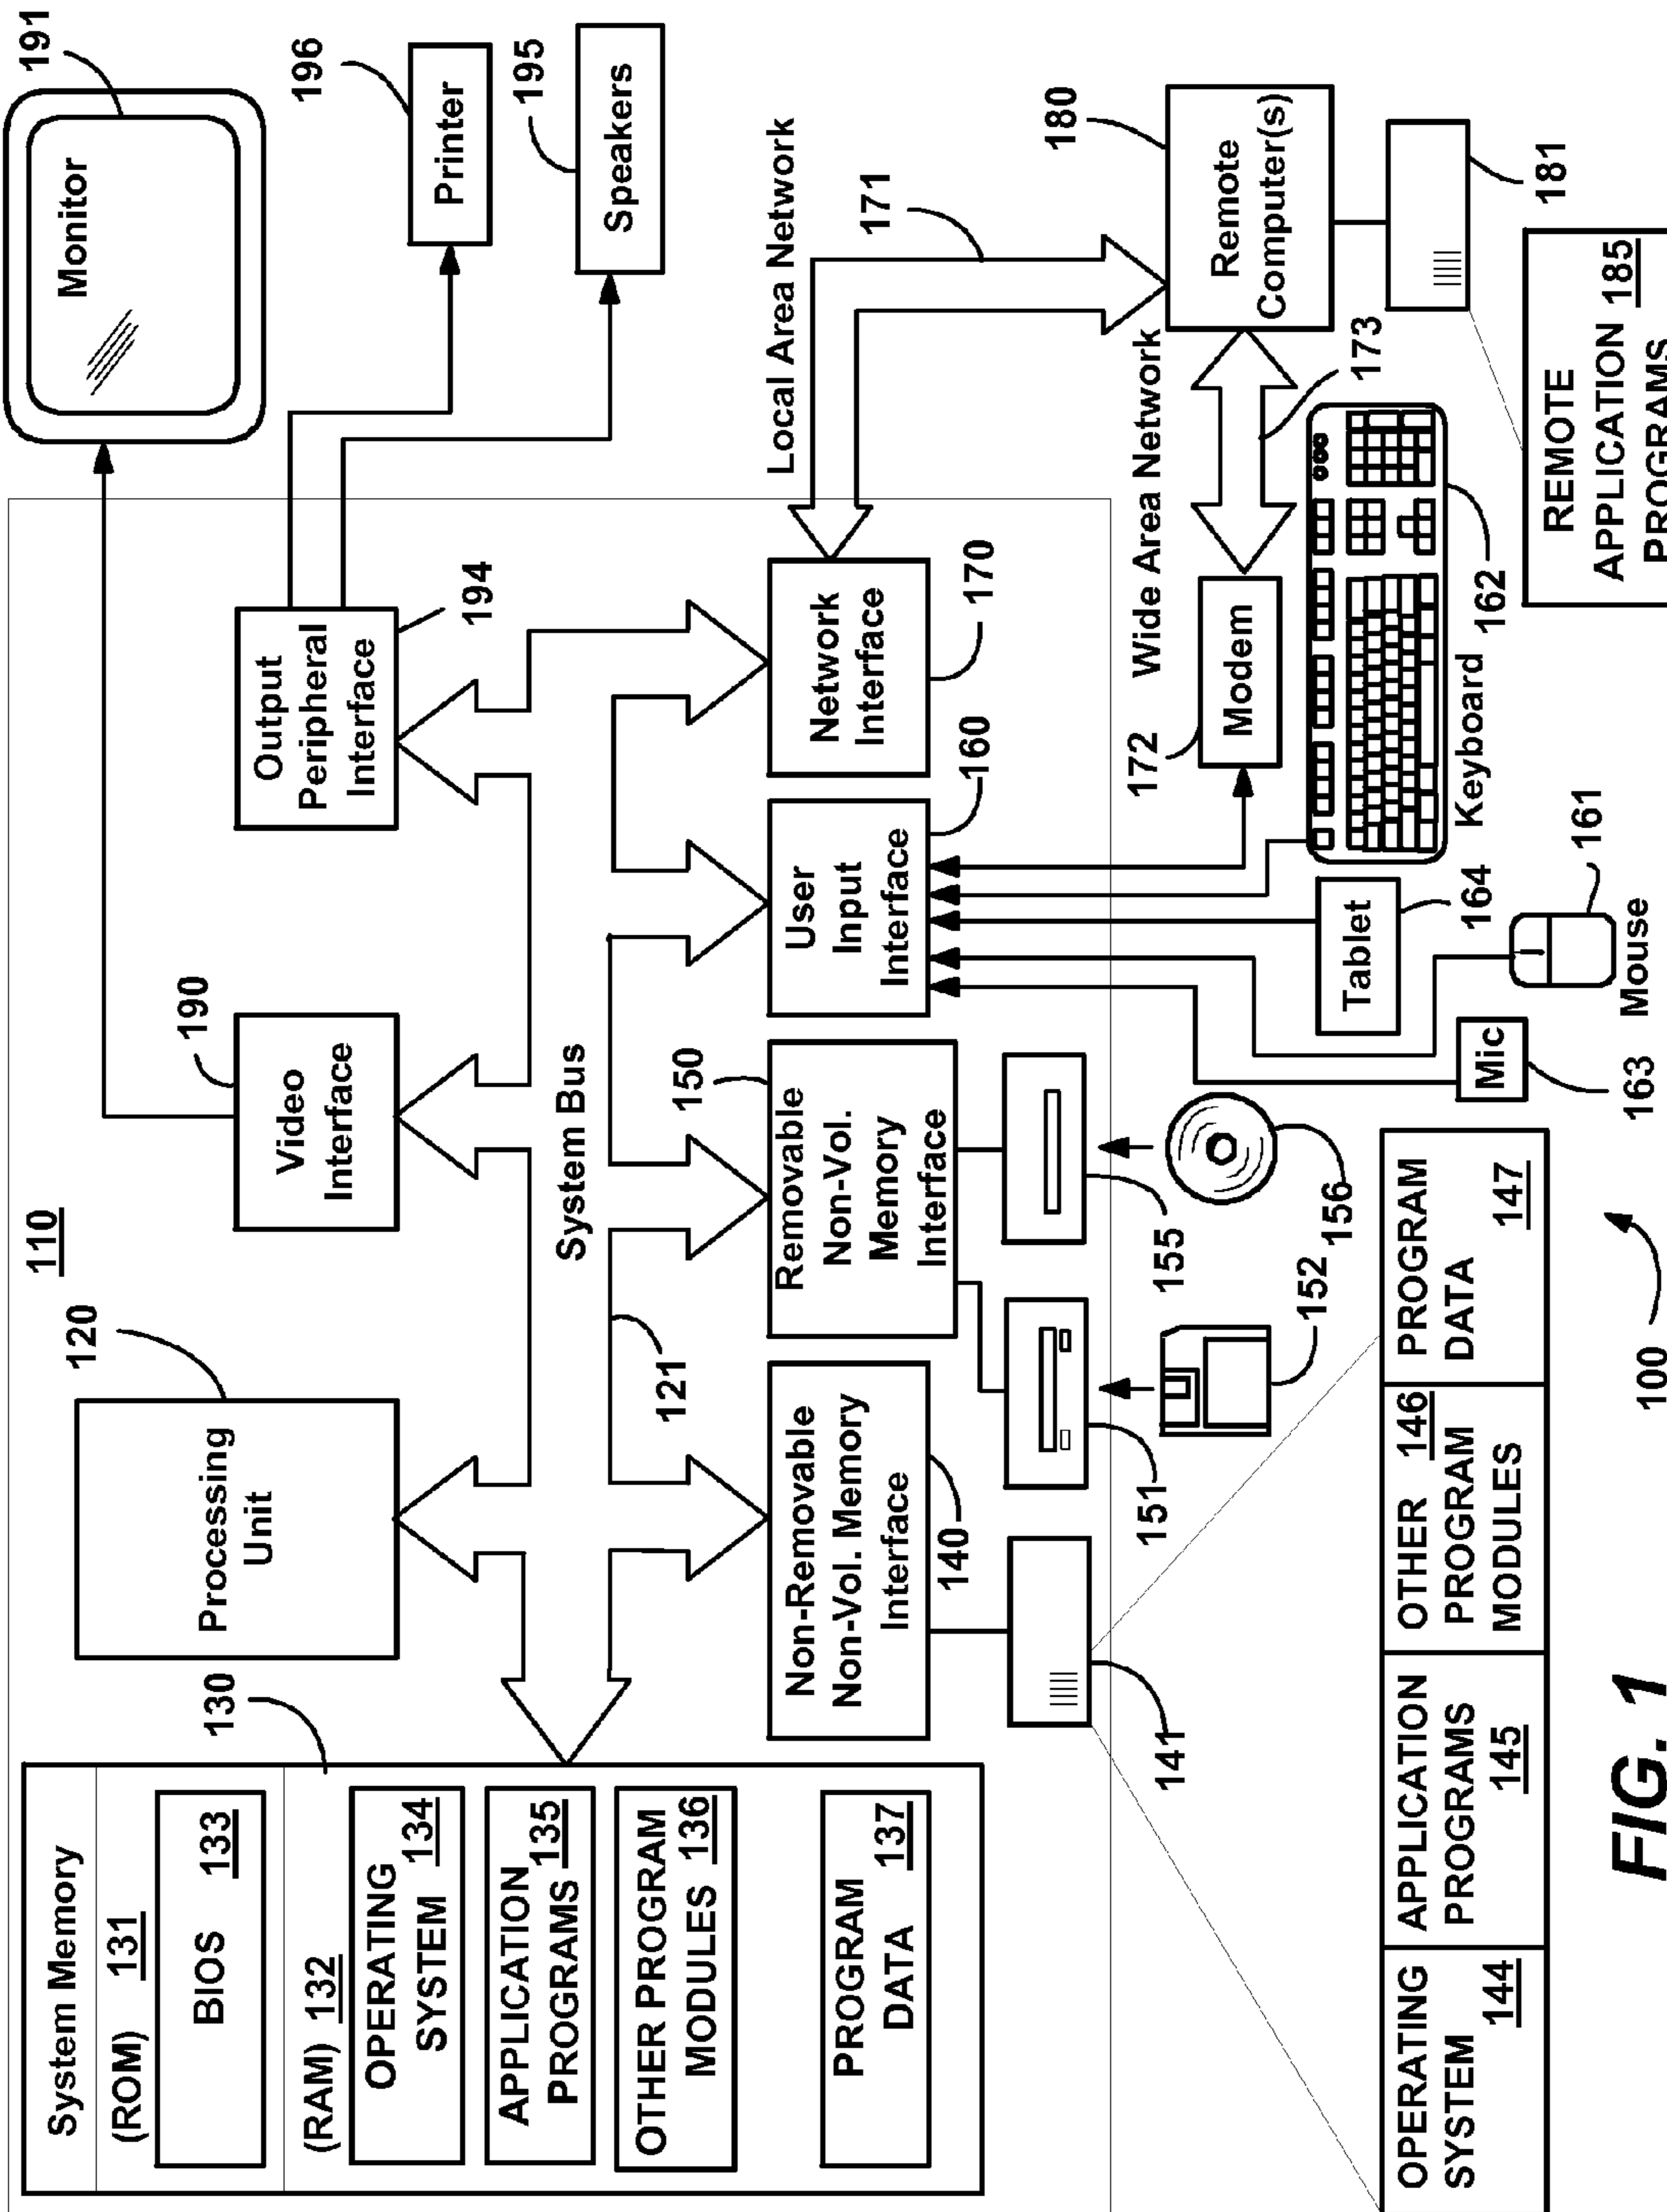 110
System Memory
(ROM) 131
BIOS 133
(RAM) 132
OPERATING
SYSTEM 134
APPLICATION
PROGRAMS 135
OTHER PROGRAM
MODULES 136
PROGRAM
DATA 137
130
Processing
Unit
120
Video
Interface
190
Output
Peripheral
Interface
194
Monitor
191
Printer
196
Speakers
195
System Bus
121
Non-Removable
Non-Vol. Memory
Interface
140
Removable
Non-Vol.
Memory
Interface
150
User
Input
Interface
160
Network
Interface
170
Local Area Network
171
141
151
152
155
156
Wide Area Network
172
Modem
173
Remote
Computer(s)
180
181
Keyboard
162
Tablet
164
Mouse
161
Mic
163
REMOTE
APPLICATION 185
PROGRAMS
OPERATING
SYSTEM 144
APPLICATION
PROGRAMS
145
OTHER 146
PROGRAM
MODULES
PROGRAM
DATA 147
100
FIG. 1